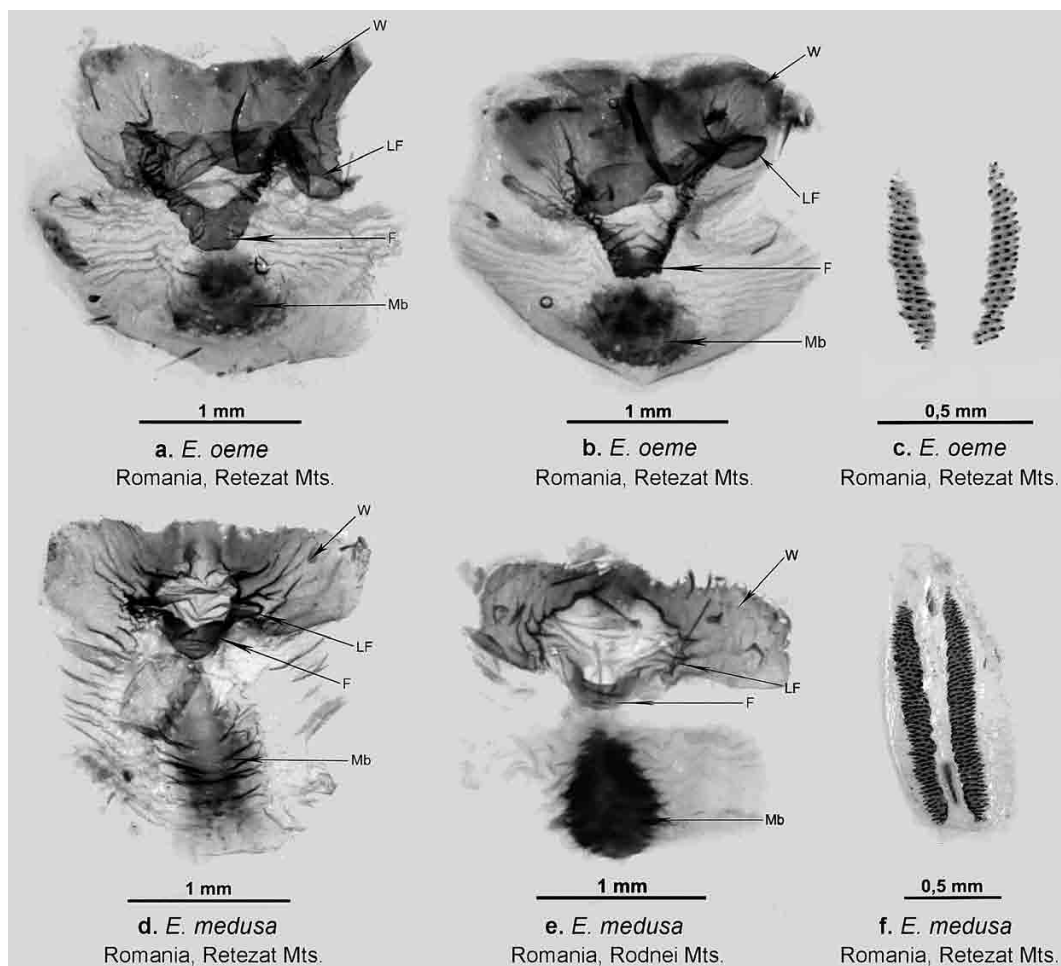 W
LF
F
Mb
1 mm
a. E. oeme
Romania, Retezat Mts.
W
LF
F
Mb
1 mm
b. E. oeme
Romania, Retezat Mts.
0,5 mm
c. E. oeme
Romania, Retezat Mts.
W
LF
F
Mb
1 mm
d. E. medusa
Romania, Retezat Mts.
W
LF
F
Mb
1 mm
e. E. medusa
Romania, Rodnei Mts.
0,5 mm
f. E. medusa
Romania, Retezat Mts.